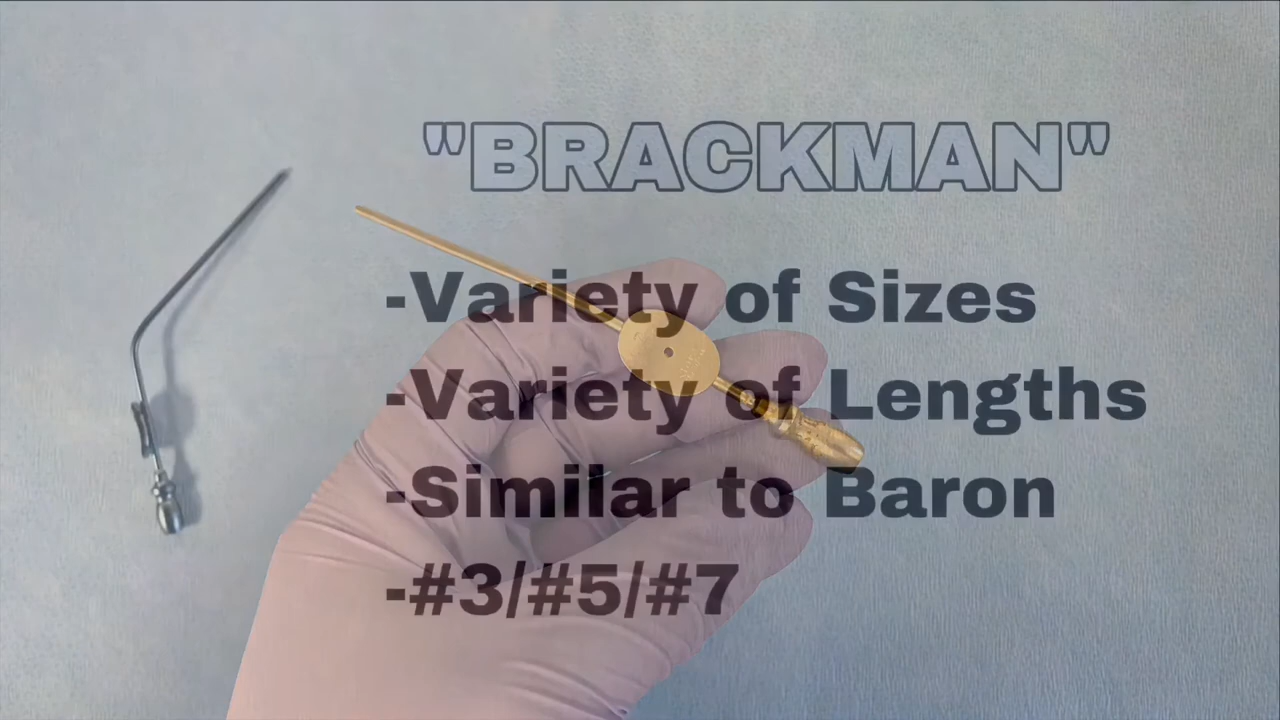 "BRACKMAN"
-Variety of Sizes
-Variety of Lengths
-Similar to Baron
-#3/#5/#7